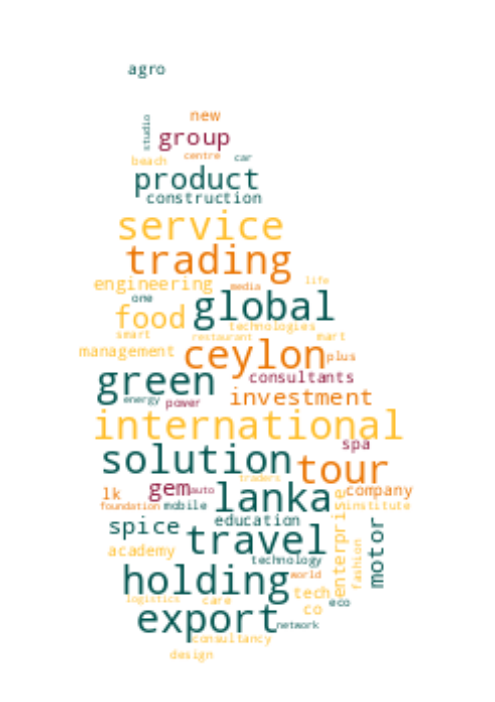 agro
new
studio
group
beach
centre
car
product
construction
service
trading
engineering
media
life
one
global
food
technologies
smart
restaurant
mart
management
ceylon
plus
green
consultants
energy
power
investment
international
spa
solution
tour
traders
lk
gem
auto
lanka
company
foundation
mobile
institute
enterprise
spice
education
motor
travel
academy
technology
fashion
holding
world
logistics
care
tech
eco
co
export
network
consultancy
design